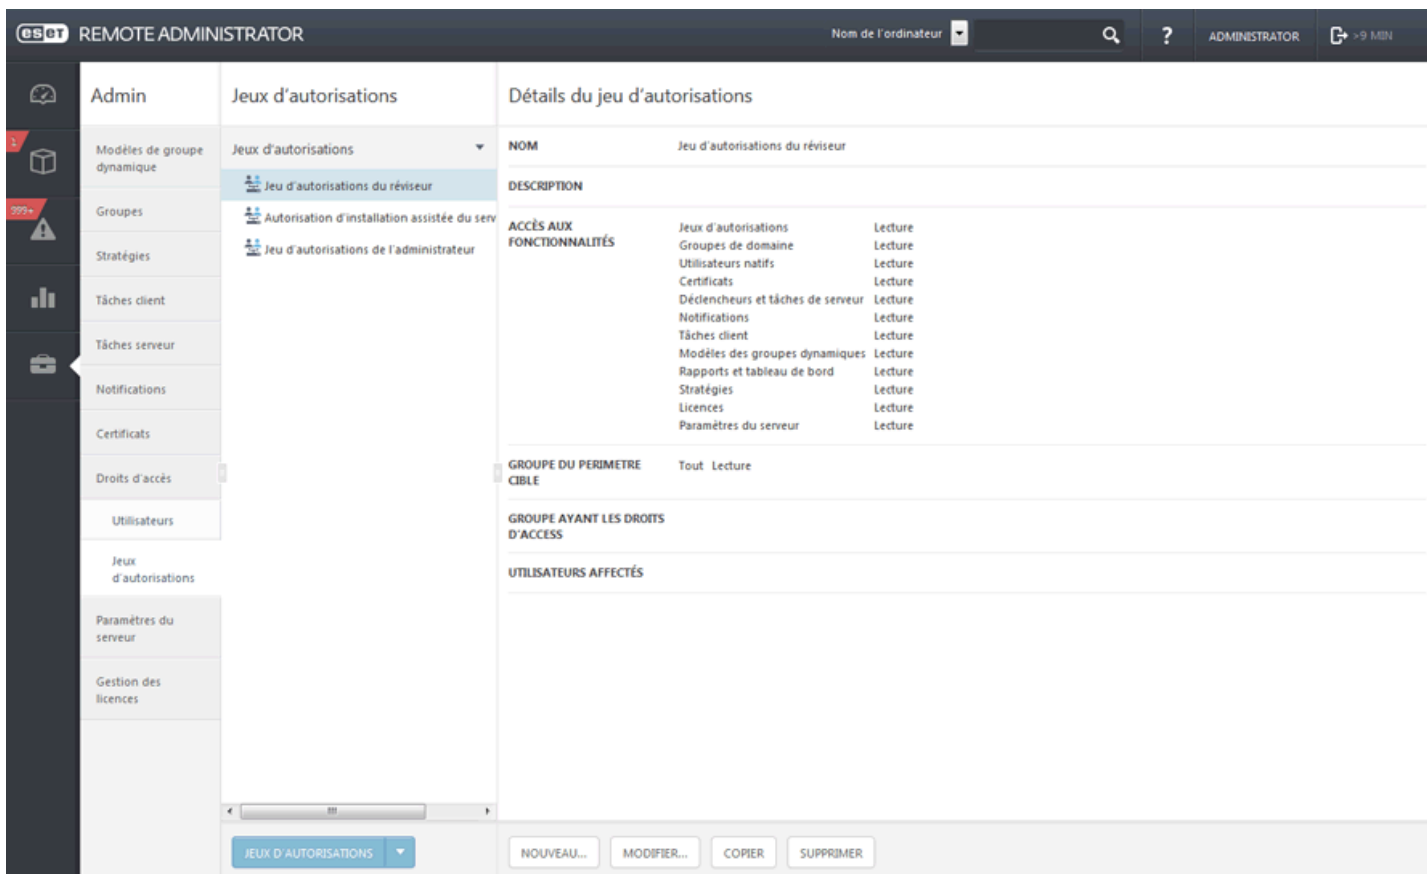 eset REMOTE ADMINISTRATOR
Nom de l'ordinateur
?
ADMINISTRATOR
>9 MIN
1
999+
Admin
Modèles de groupe
dynamique
Groupes
Stratégies
Tâches client
Tâches serveur
Notifications
Certificats
Droits d'accès
Utilisateurs
Jeux
d'autorisations
Paramètres du
serveur
Gestion des
licences
Jeux d'autorisations
Jeux d'autorisations
Jeu d'autorisations du réviseur
Autorisation d'installation assistée du serv
Jeu d'autorisations de l'administrateur
JEUX D'AUTORISATIONS
Détails du jeu d'autorisations
NOM Jeu d'autorisations du réviseur
DESCRIPTION
ACCÈS AUX
FONCTIONNALITÉS
Jeux d'autorisations Lecture
Groupes de domaine Lecture
Utilisateurs natifs Lecture
Certificats Lecture
Déclencheurs et tâches de serveur Lecture
Notifications Lecture
Tâches client Lecture
Modèles des groupes dynamiques Lecture
Rapports et tableau de bord Lecture
Stratégies Lecture
Licences Lecture
Paramètres du serveur Lecture
GROUPE DU PERIMETRE
CIBLE
Tout Lecture
GROUPE AYANT LES DROITS
D'ACCESS
UTILISATEURS AFFECTÉS
NOUVEAU... MODIFIER... COPIER SUPPRIMER